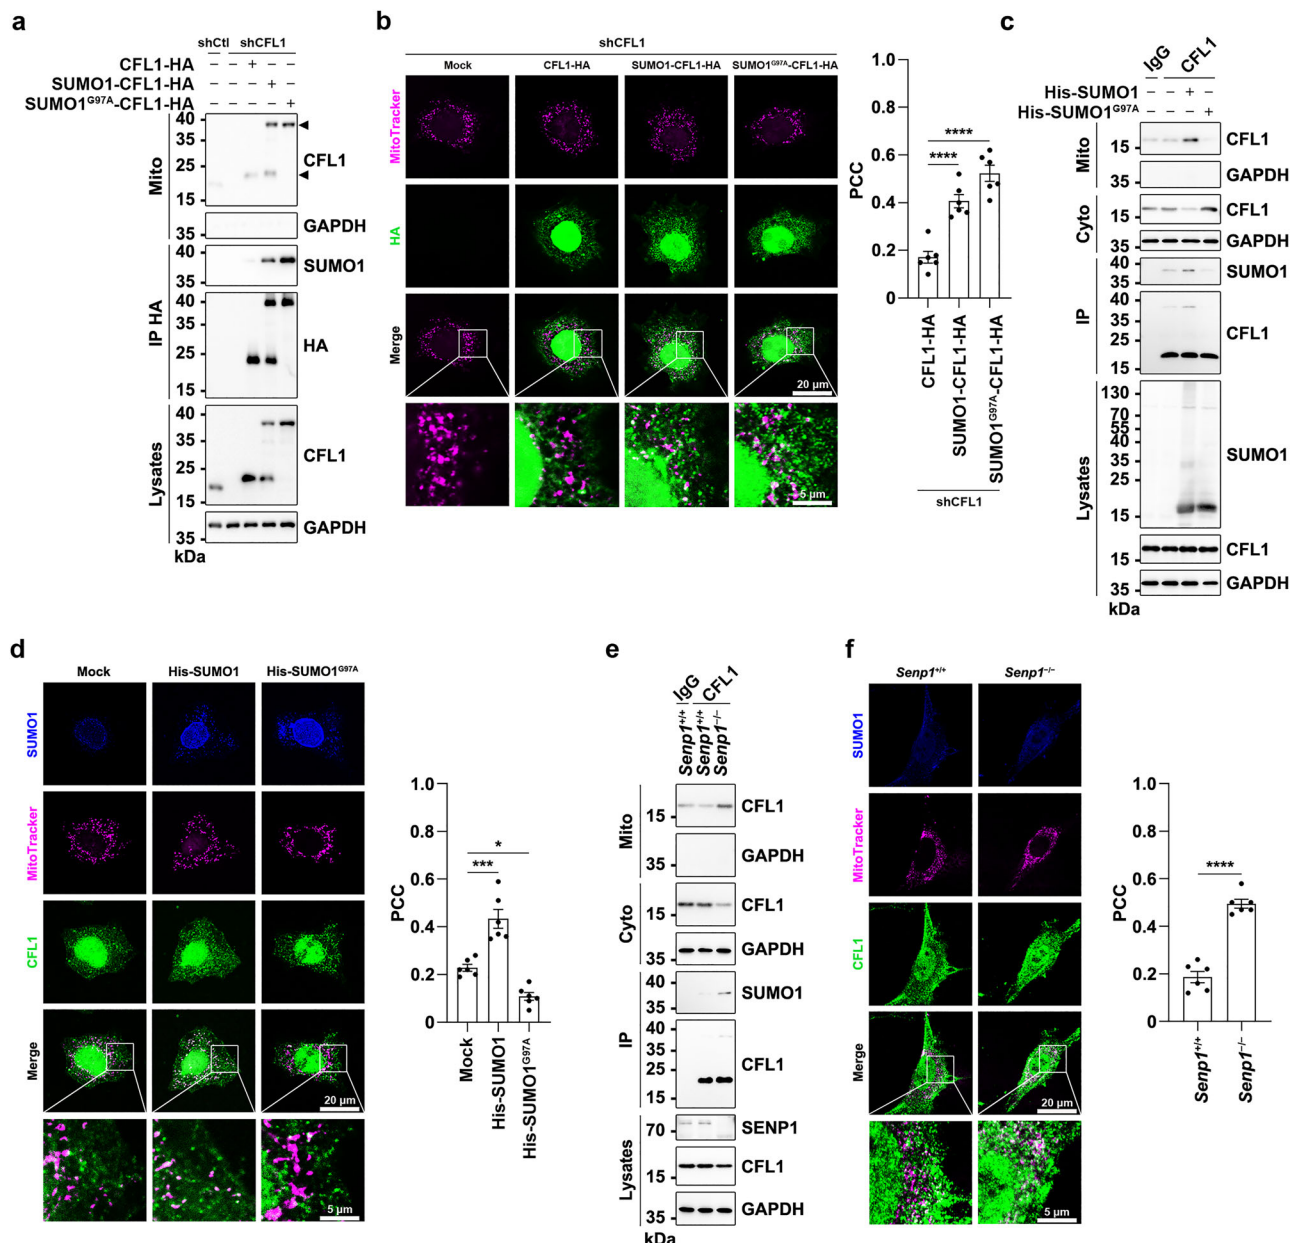 a
shCtl shCFL1
CFL1-HA – – + – –
SUMO1-CFL1-HA – – – + –
SUMO1G97A-CFL1-HA – – – – +
Mito
40
35
25
15
CFL1
GAPDH
IP HA
40
35
SUMO1
40
35
25
15
HA
Lysates
40
35
25
15
CFL1
35
GAPDH
kDa
b
shCFL1
Mock CFL1-HA SUMO1-CFL1-HA SUMO1G97A-CFL1-HA
MitoTracker
HA
Merge
20 µm
5 µm
PCC
1.0
0.8
0.6
0.4
0.2
0
****
****
CFL1-HA
SUMO1-CFL1-HA
SUMO1G97A-CFL1-HA
shCFL1
c
IgG CFL1
His-SUMO1 – – + –
His-SUMO1G97A – – – +
Mito
15
CFL1
35
GAPDH
Cyto
15
CFL1
35
GAPDH
IP
40
35
SUMO1
40
35
25
15
CFL1
Lysates
130
70
55
40
35
25
15
SUMO1
15
CFL1
35
GAPDH
kDa
d
Mock His-SUMO1 His-SUMO1G97A
SUMO1
MitoTracker
CFL1
Merge
20 µm
5 µm
PCC
1.0
0.8
0.6
0.4
0.2
0
*
***
Mock
His-SUMO1
His-SUMO1G97A
e
IgG CFL1
Senp1+/+
Senp1+/+
Senp1–/–
Mito
15
CFL1
35
GAPDH
Cyto
15
CFL1
35
GAPDH
IP
40
35
SUMO1
40
35
25
15
CFL1
Lysates
70
SENP1
15
CFL1
35
GAPDH
kDa
f
Senp1+/+ Senp1–/–
SUMO1
MitoTracker
CFL1
Merge
20 µm
5 µm
PCC
1.0
0.8
0.6
0.4
0.2
0
****
Senp1+/+
Senp1–/–